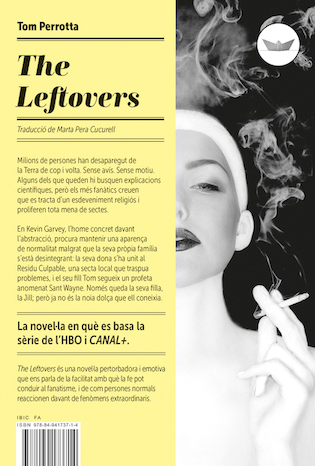 Tom Perrotta
The
Leftovers
Traducció de Marta Pera Cucurell
Milions de persones han desaparegut de
la Terra de cop i volta. Sense avís. Sense motiu.
Alguns dels que queden hi busquen explicacions
científiques, però els més fanàtics creuen
que es tracta d'un esdeveniment religiós i
proliferen tota mena de sectes.
En Kevin Garvey, l'home concret davant
l'abstracció, procura mantenir una aparença
de normalitat malgrat que la seva pròpia família
s'està desintegrant: la seva dona s'ha unit al
Residu Culpable, una secta local que traspua
problemes, i el seu fill Tom segueix un profeta
anomenat Sant Wayne. Només queda la seva filla,
la Jill; però ja no és la noia dolça que ell coneixia.
La novel·la en què es basa la
sèrie de l'HBO i CANAL+.
The Leftovers és una novel·la pertorbadora i emotiva
que ens parla de la facilitat amb què la fe pot
conduir al fanatisme, i de com persones normals
reaccionen davant de fenòmens extraordinaris.
IBIC FA
ISBN 978-84-941737-1-4